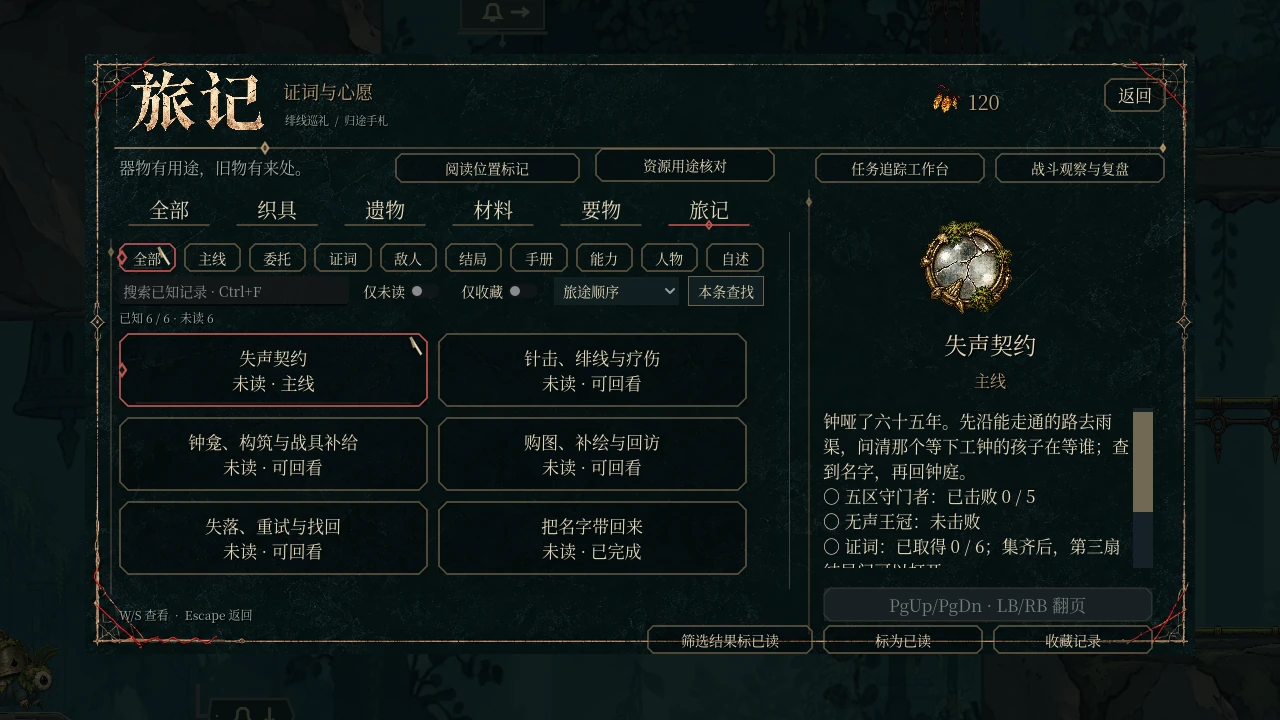 旅记
证词与心愿
绯线巡礼 / 归途手札
120
返回
器物有用途，旧物有来处。
阅读位置标记
资源用途核对
任务追踪工作台
战斗观察与复盘
全部 织具 遗物 材料 要物 旅记
全部 主线 委托 证词 敌人 结局 手册 能力 人物 自述
搜索已知记录 · Ctrl+F
仅未读
仅收藏
旅途顺序
本条查找
已知 6 / 6 · 未读 6
失声契约
未读 · 主线
针击、绯线与疗伤
未读 · 可回看
钟龛、构筑与战具补给
未读 · 可回看
购图、补绘与回访
未读 · 可回看
失落、重试与找回
未读 · 可回看
把名字带回来
未读 · 已完成
失声契约
主线
钟哑了六十五年。先沿能走通的路去雨
渠，问清那个等下工钟的孩子在等谁；查
到名字，再回钟庭。
〇 五区守门者：已击败 0 / 5
〇 无声王冠：未击败
〇 证词：已取得 0 / 6；集齐后，第三扇
PgUp/PgDn · LB/RB 翻页
W/S 查看 · Escape 返回
筛选结果标已读
标为已读
收藏记录